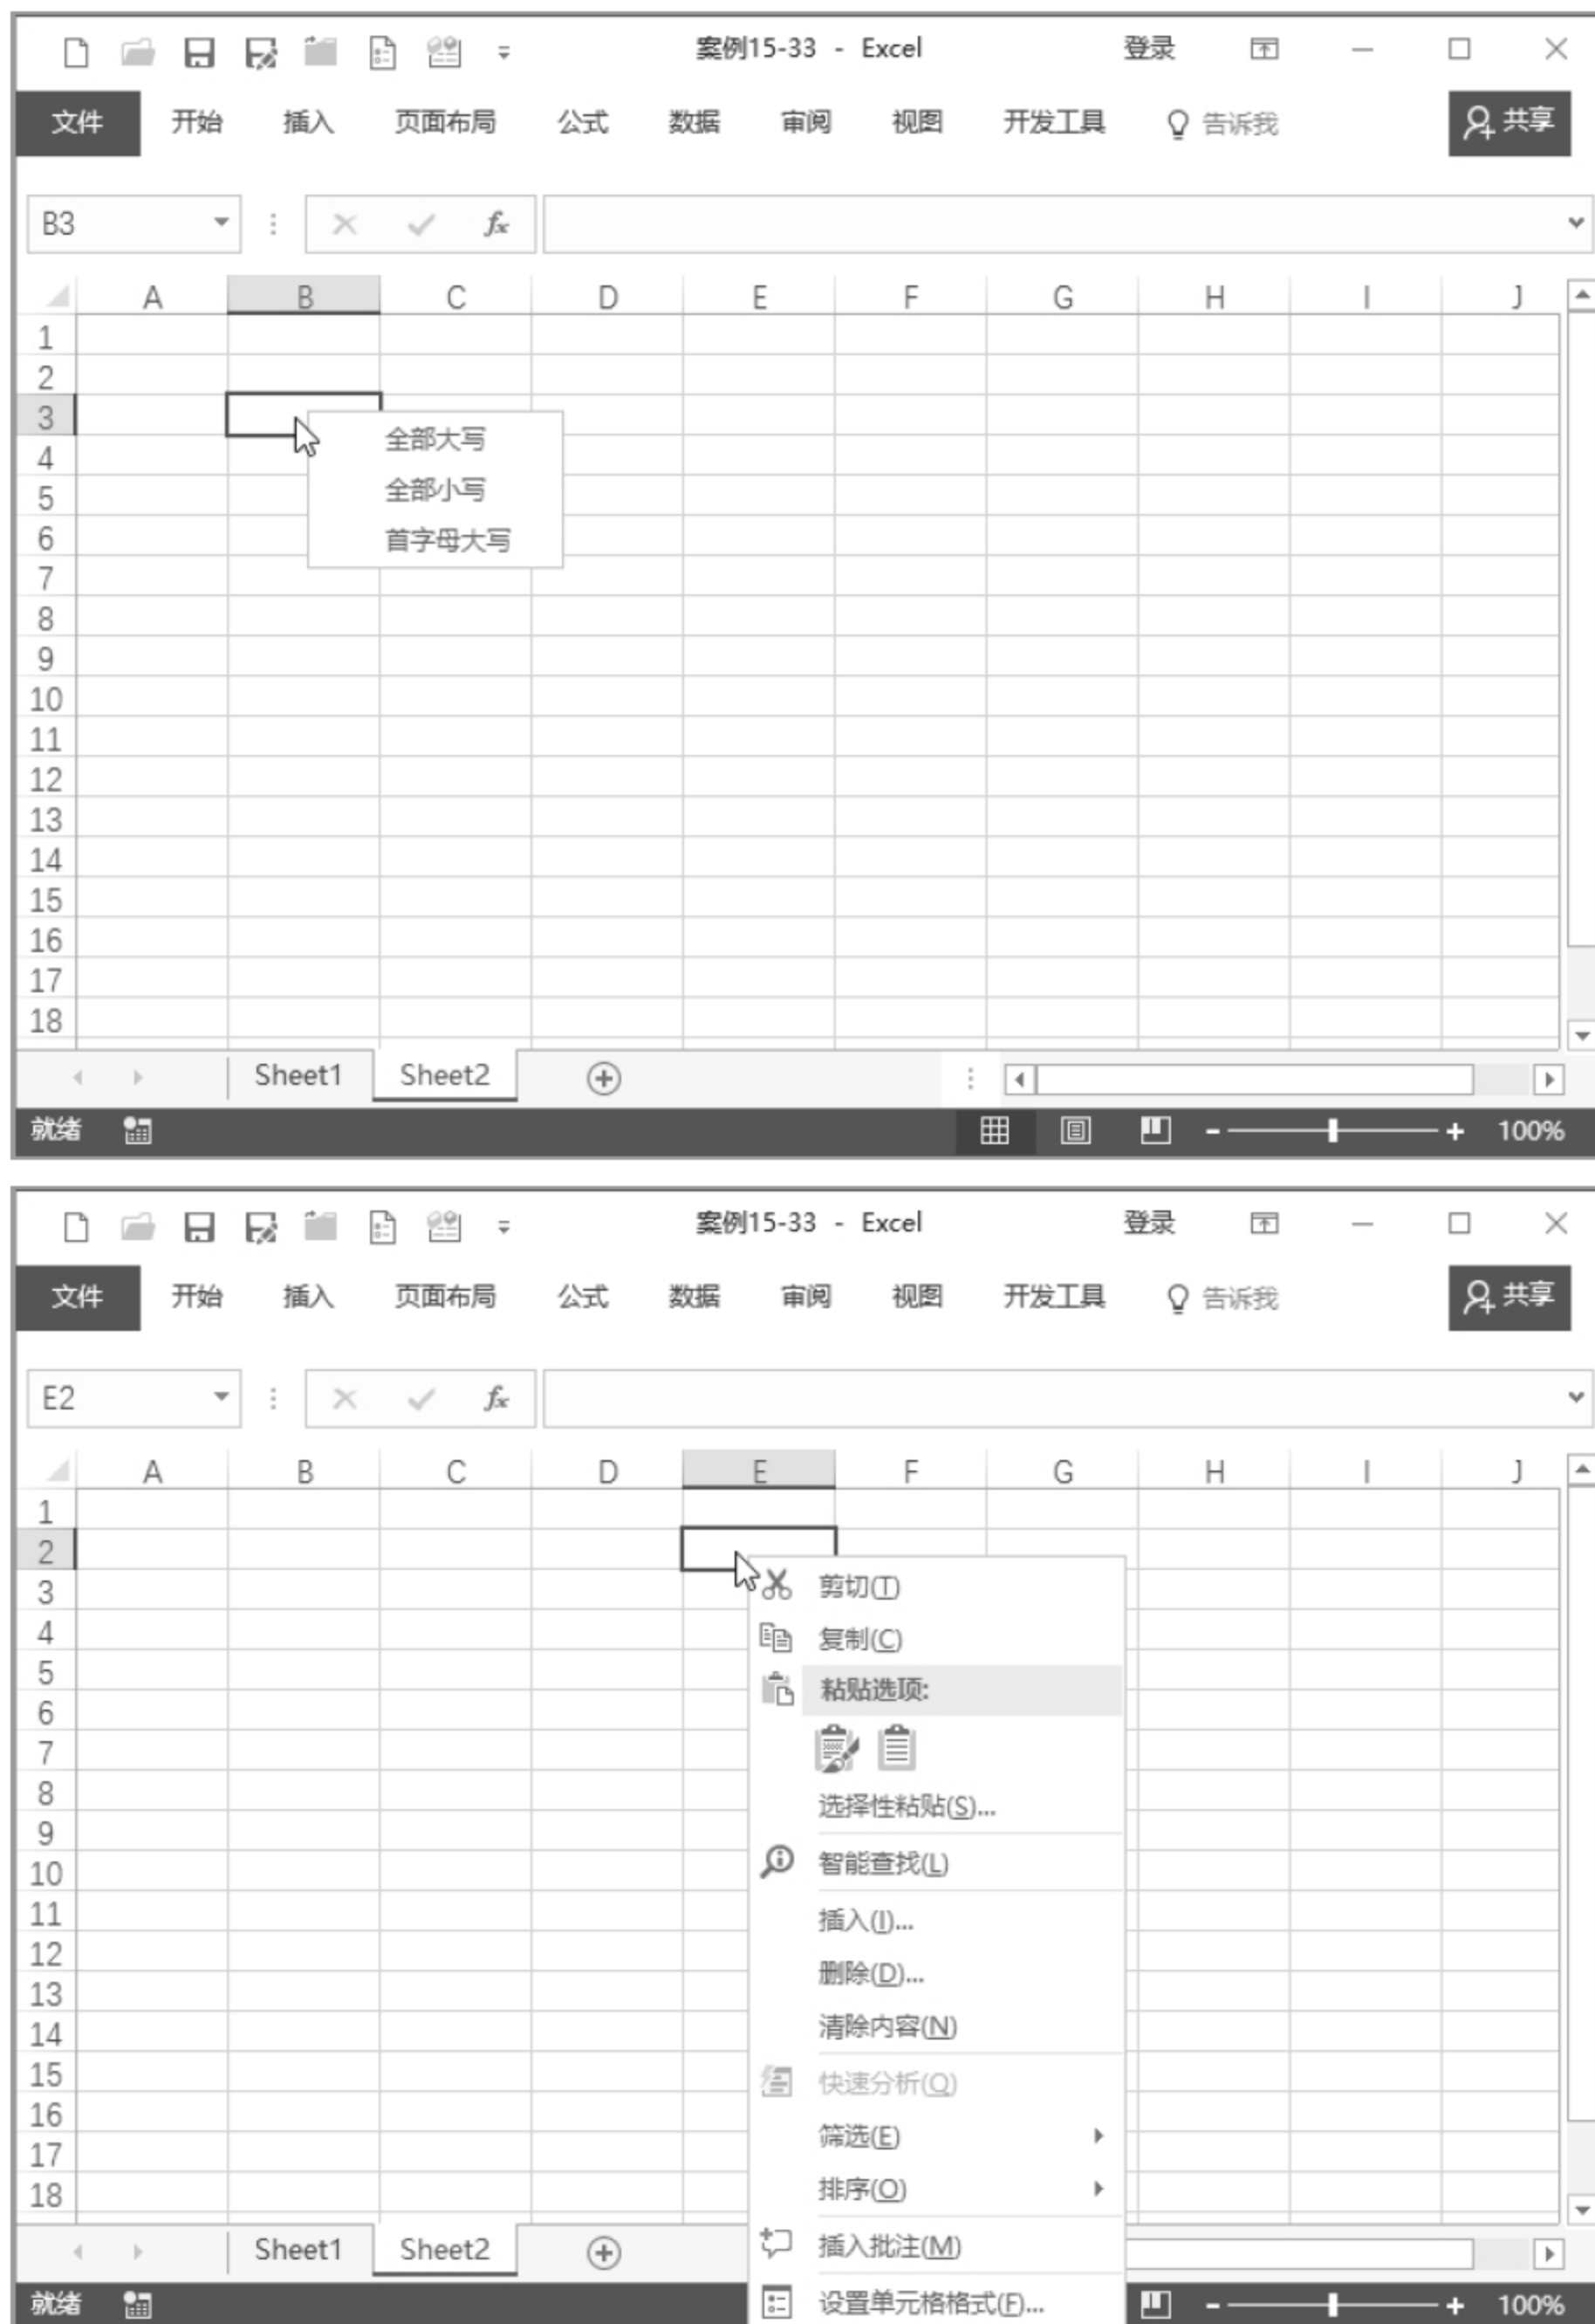 案例15-33 - Excel 登录
文件 开始 插入 页面布局 公式 数据 审阅 视图 开发工具 告诉我 共享
B3 fx
A B C D E F G H I J
1
2
3
全部大写
4
全部小写
5
6
首字母大写
7
8
9
10
11
12
13
14
15
16
17
18
Sheet1 Sheet2
就绪 100%
案例15-33 - Excel 登录
文件 开始 插入 页面布局 公式 数据 审阅 视图 开发工具 告诉我 共享
E2 fx
A B C D E F G H I J
1
2
3
4
5
6
7
8
9
10
11
12
13
14
15
16
17
18
剪切(T)
复制(C)
粘贴选项:
选择性粘贴(S)...
智能查找(L)
插入(I)...
删除(D)...
清除内容(N)
快速分析(Q)
筛选(E)
排序(O)
插入批注(M)
设置单元格格式(F)...
Sheet1 Sheet2
就绪 100%